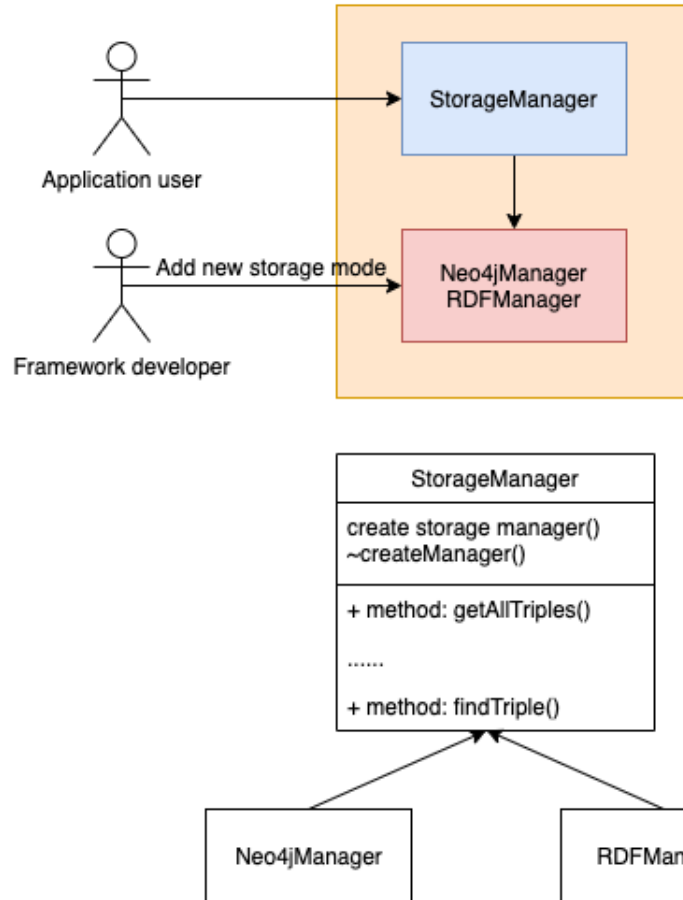 StorageManager
Application user
Add new storage mode
Neo4jManager
RDFManager
Framework developer
StorageManager
create storage manager()
~createManager()
+ method: getAllTriples()
......
+ method: findTriple()
Neo4jManager
RDFMan